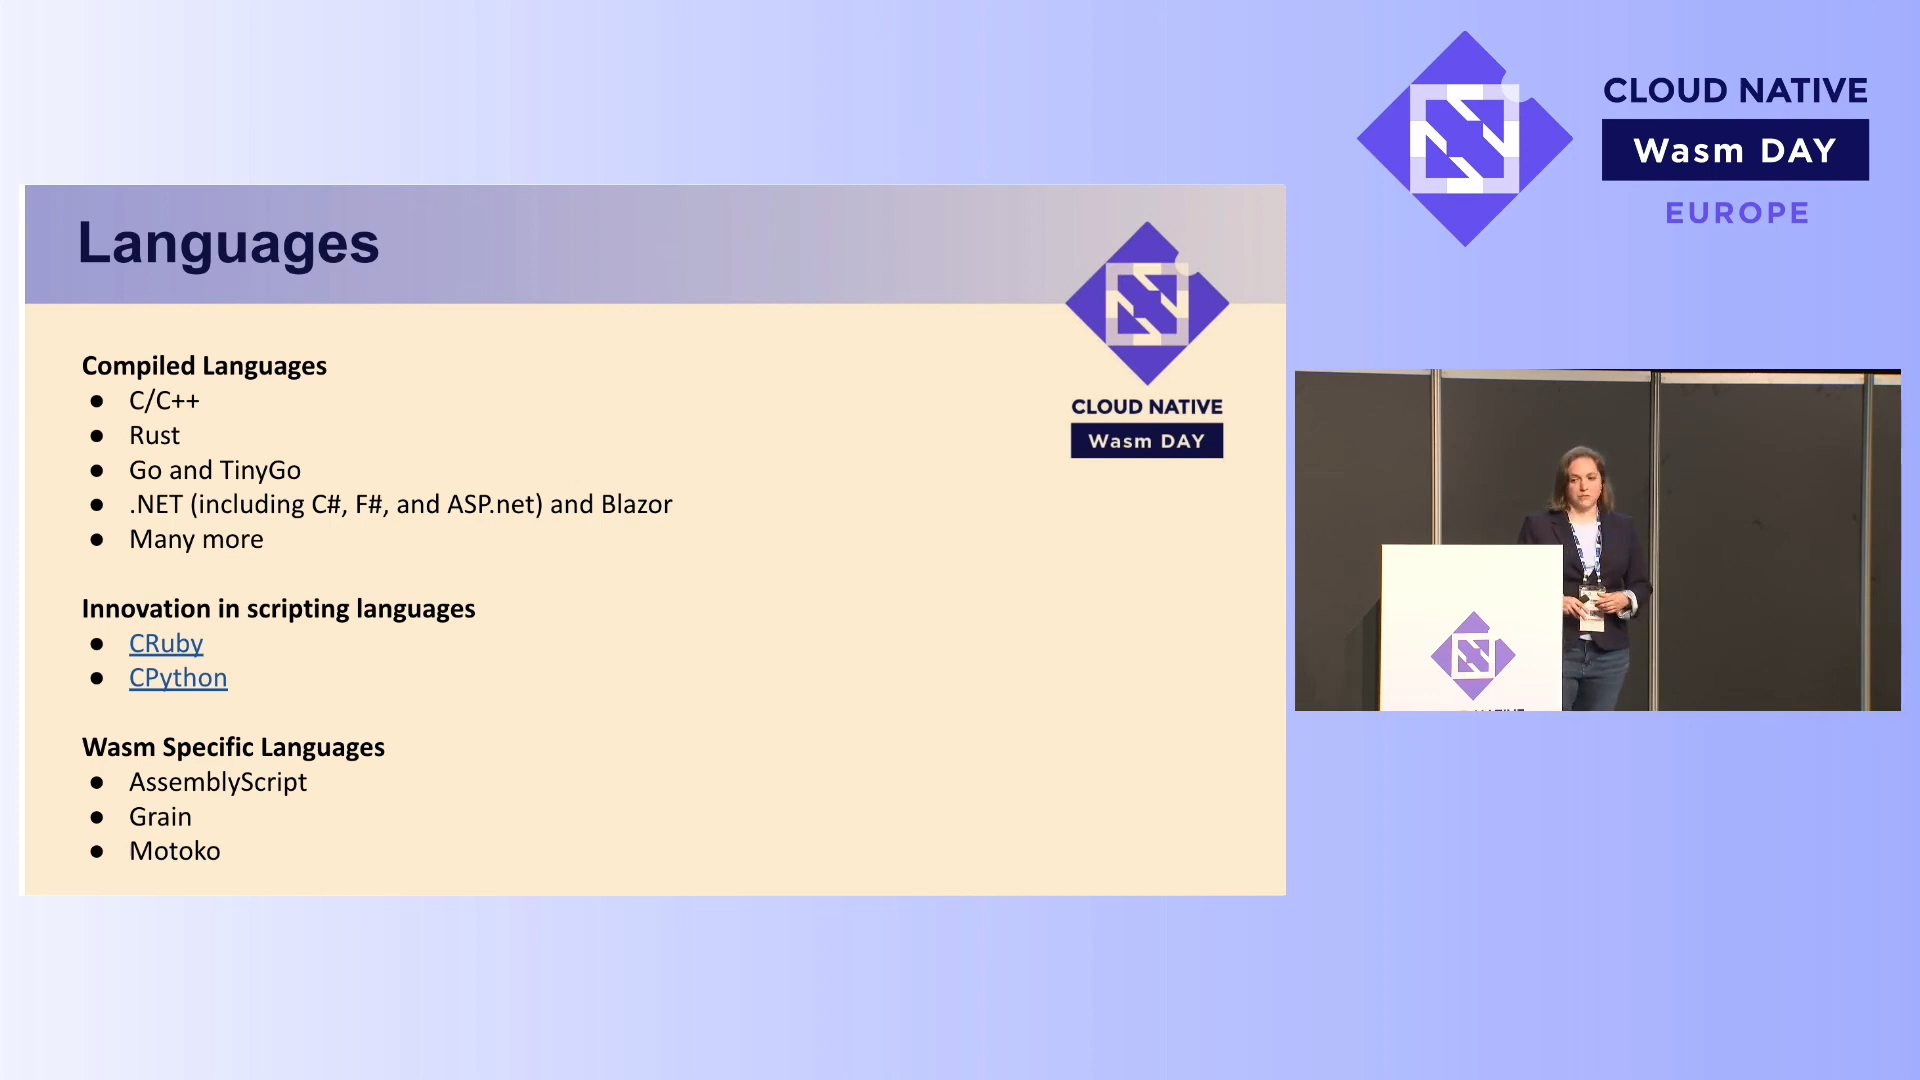 CLOUD NATIVE
Wasm DAY
EUROPE
Languages
CLOUD NATIVE
Wasm DAY
Compiled Languages
● C/C++
● Rust
● Go and TinyGo
● .NET (including C#, F#, and ASP.net) and Blazor
● Many more
Innovation in scripting languages
● CRuby
● CPython
Wasm Specific Languages
● AssemblyScript
● Grain
● Motoko